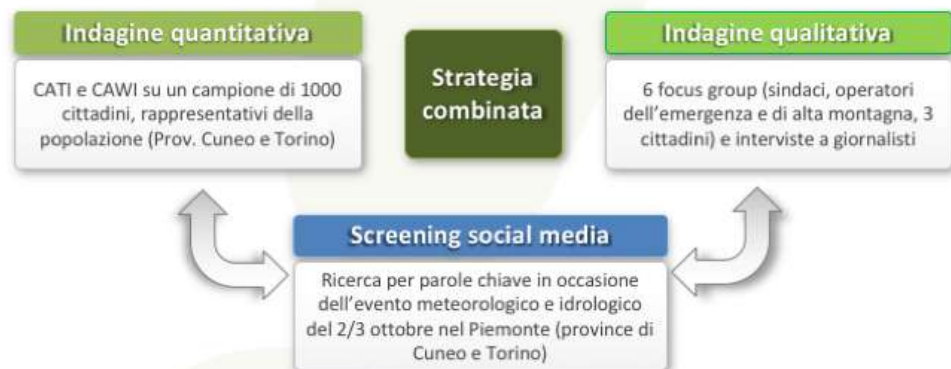 Indagine quantitativa
CATI e CAWI su un campione di 1000
cittadini, rappresentativi della
popolazione (Prov. Cuneo e Torino)
Strategia
combinata
Indagine qualitativa
6 focus group (sindaci, operatori
dell'emergenza e di alta montagna, 3
cittadini) e interviste a giornalisti
Screening social media
Ricerca per parole chiave in occasione
dell'evento meteorologico e idrologico
del 2/3 ottobre nel Piemonte (province di
Cuneo e Torino)